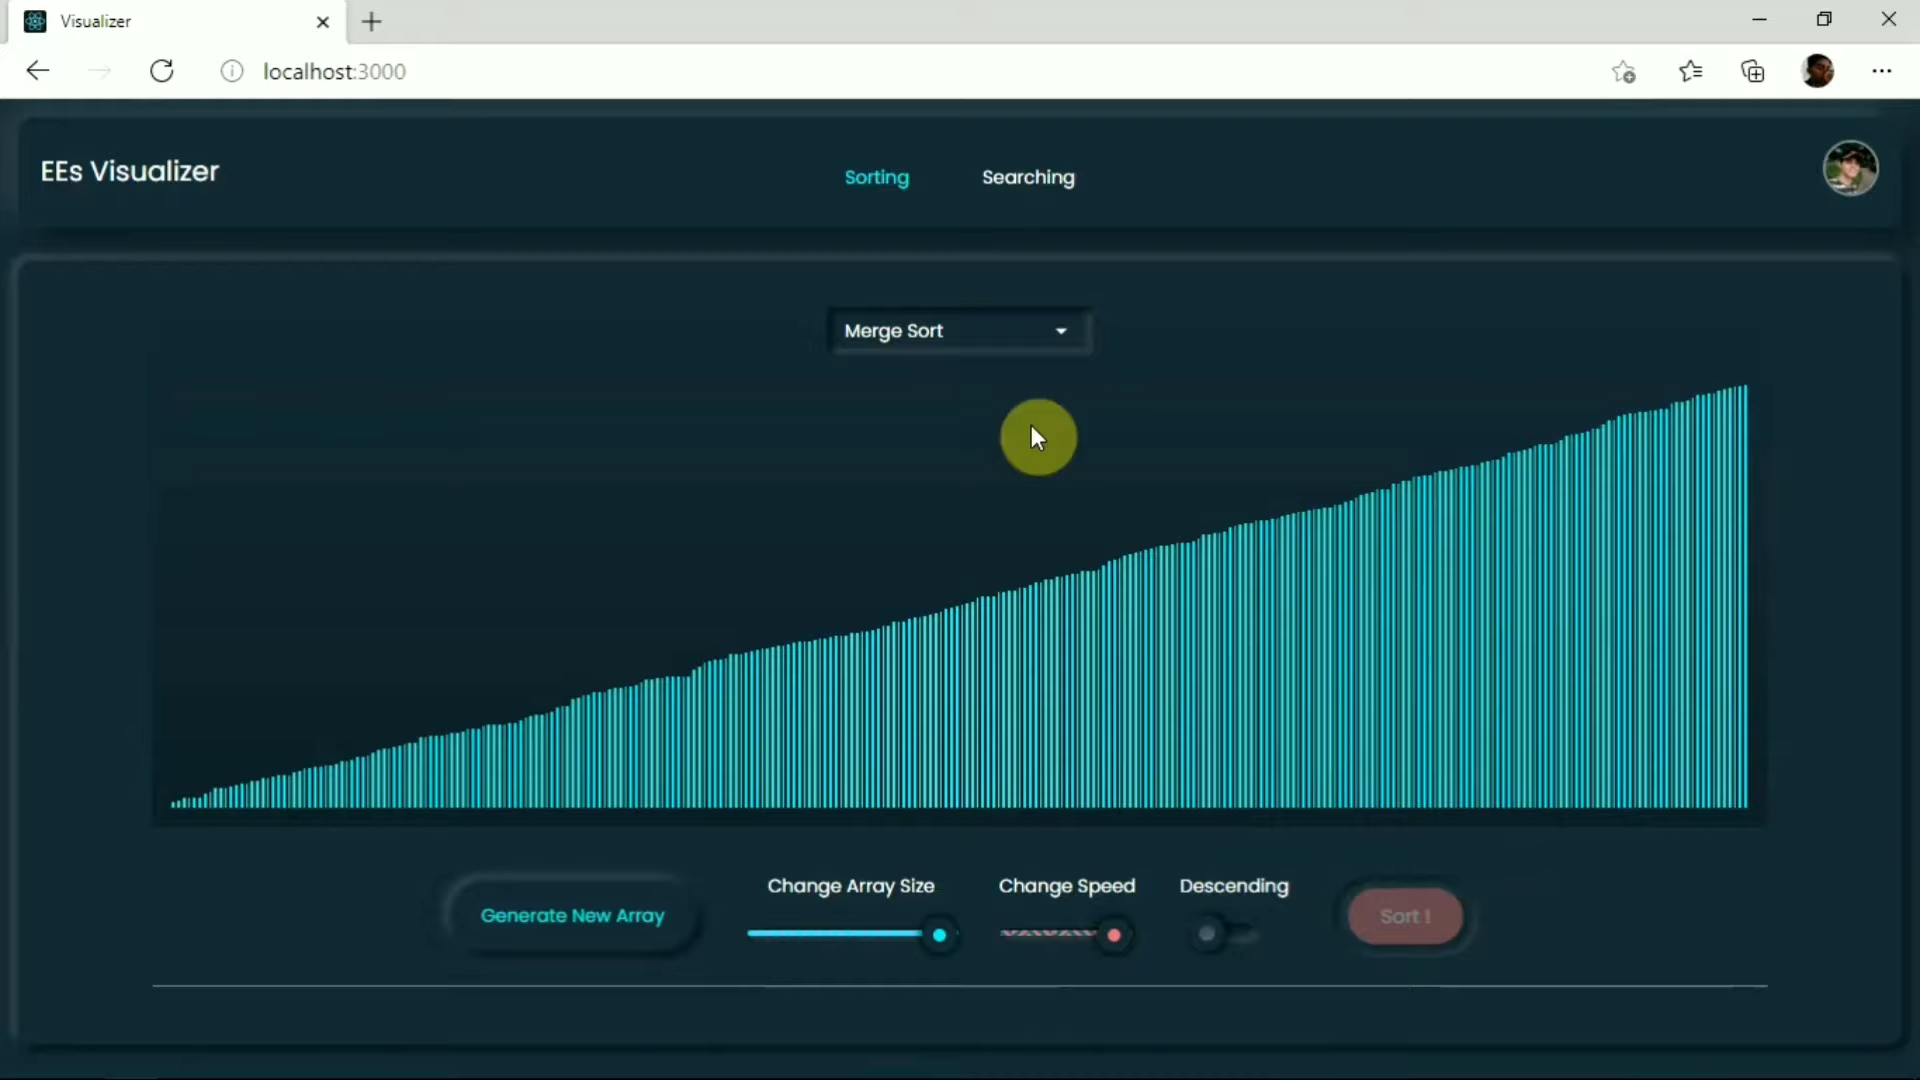 Visualizer
localhost:3000
EEs Visualizer
Sorting
Searching
Merge Sort
Change Array Size
Change Speed
Descending
Generate New Array
Sort !